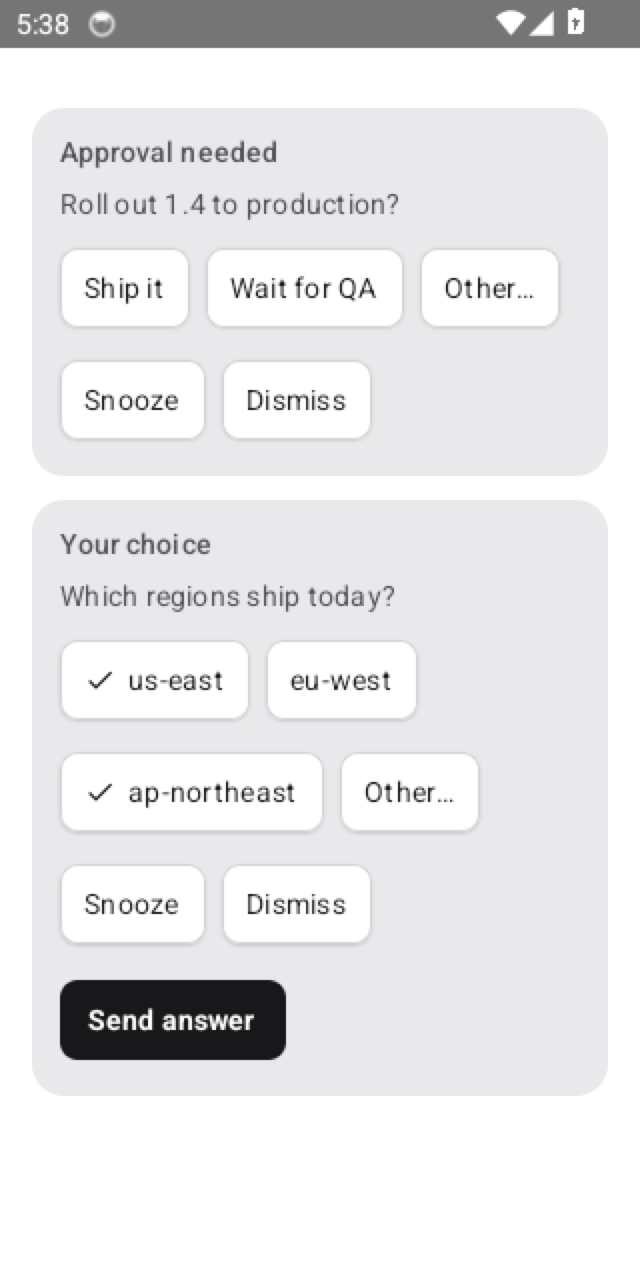 5:38
Approval needed
Roll out 1.4 to production?
Ship it Wait for QA Other...
Snooze Dismiss
Your choice
Which regions ship today?
us-east eu-west
ap-northeast Other...
Snooze Dismiss
Send answer